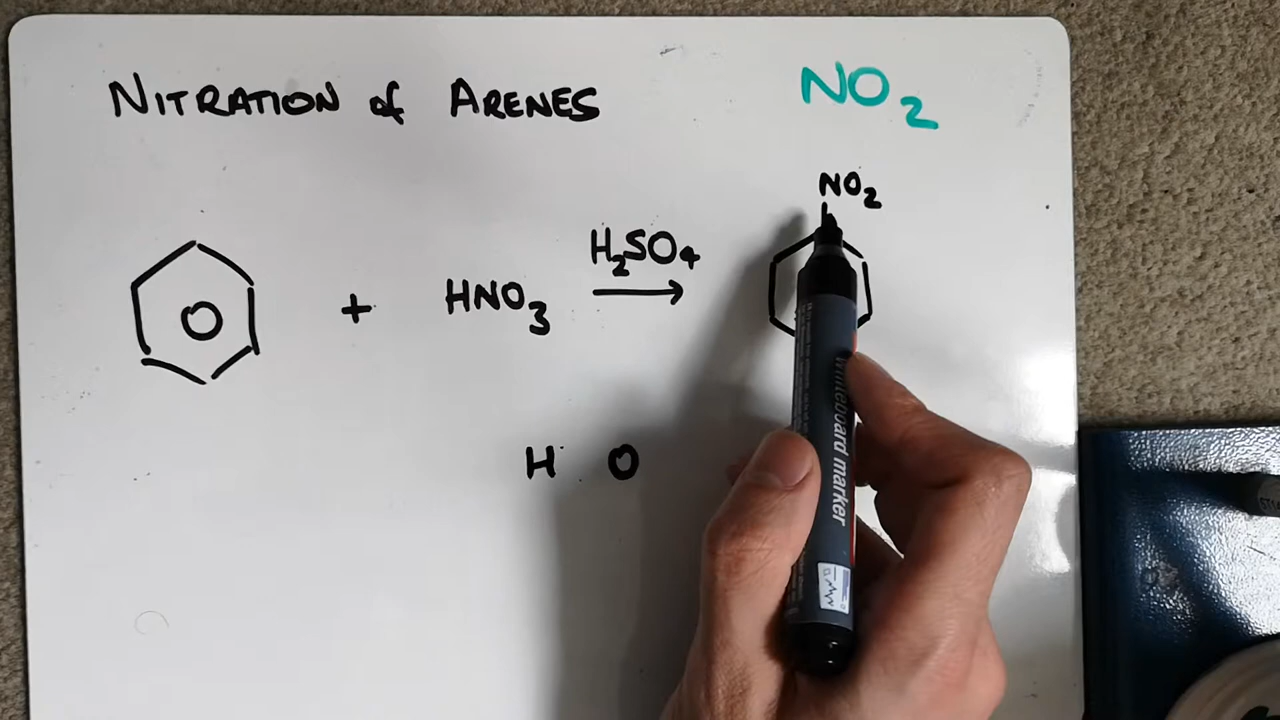 NITRATION of ARENES
NO2
NO2
H2SO4
+ HNO3 →
H O
whiteboard marker